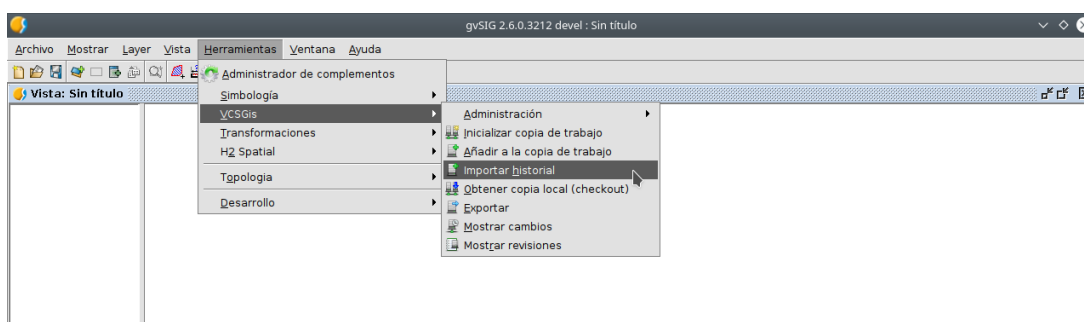 gvSIG 2.6.0.3212 devel : Sin título
Archivo Mostrar Layer Vista Herramientas Ventana Ayuda
Administrador de complementos
Vista: Sin título
Simbología
VCSGis
Administración
Transformaciones
Inicializar copia de trabajo
H2 Spatial
Añadir a la copia de trabajo
Importar historial
Topologia
Obtener copia local (checkout)
Desarrollo
Exportar
Mostrar cambios
Mostrar revisiones